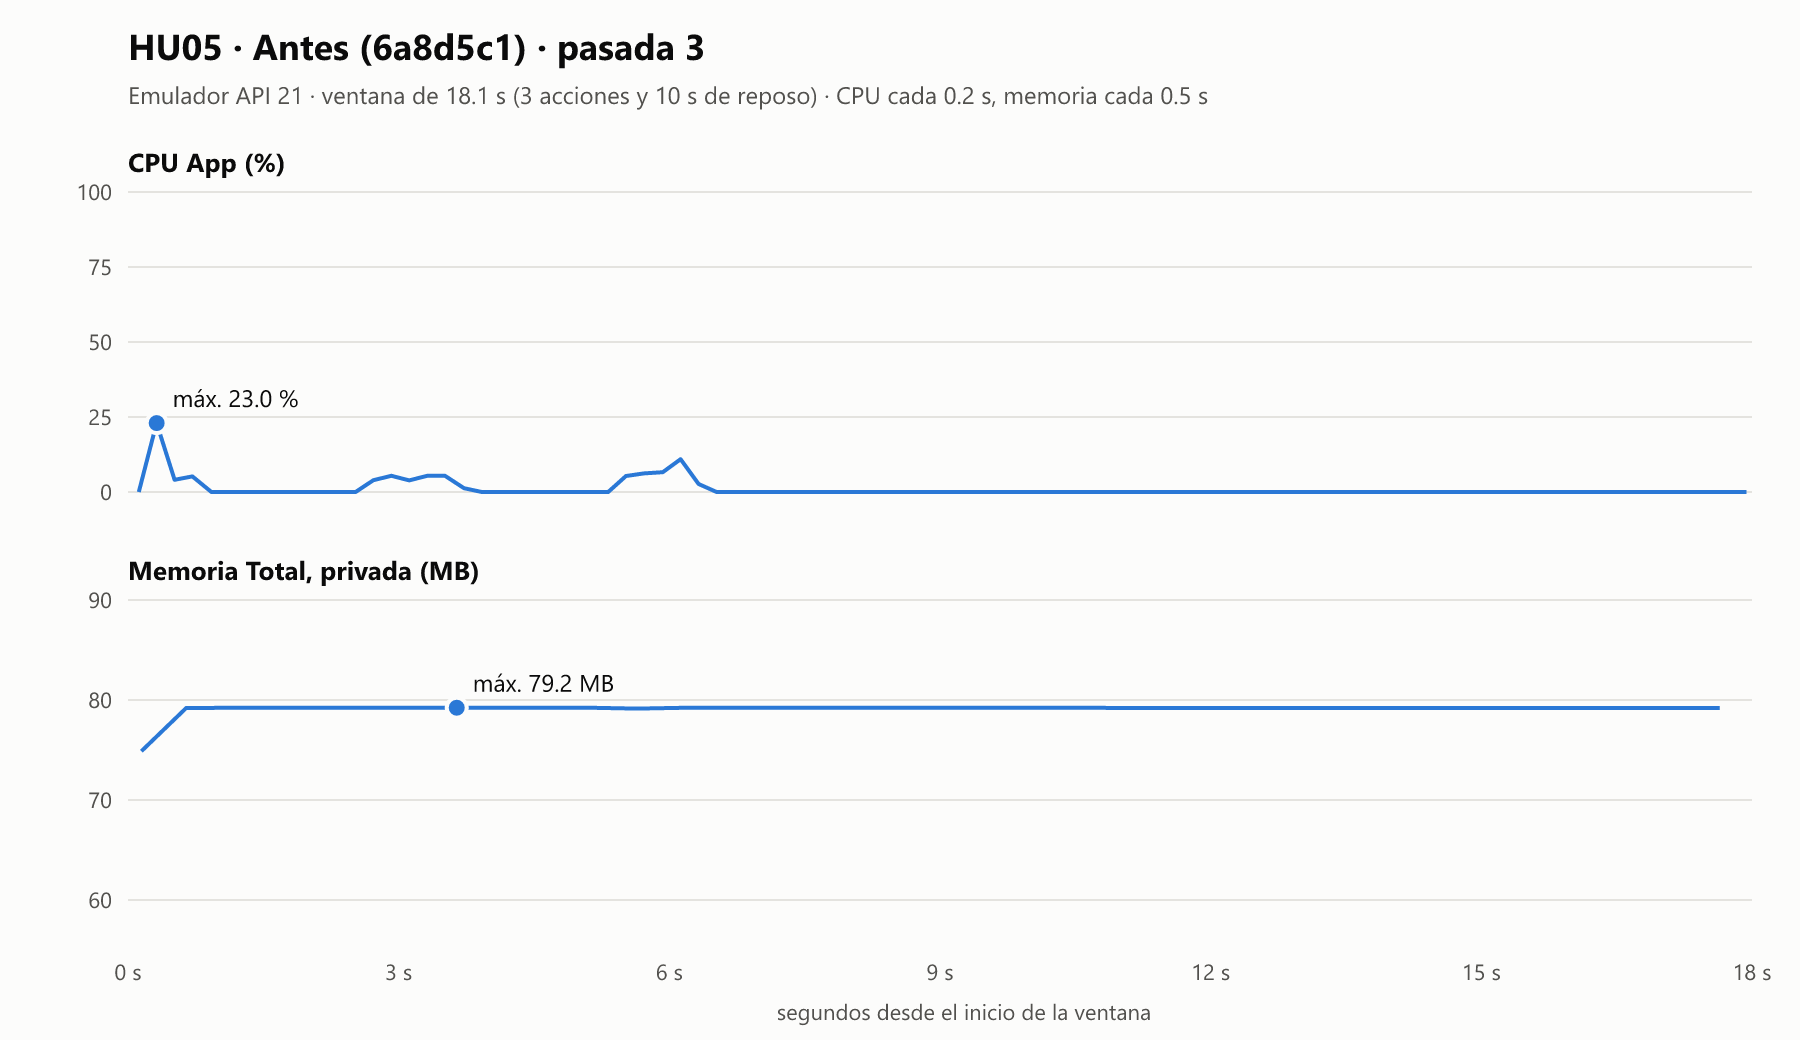 HU05 · Antes (6a8d5c1) · pasada 3
Emulador API 21 · ventana de 18.1 s (3 acciones y 10 s de reposo) · CPU cada 0.2 s, memoria cada 0.5 s
CPU App (%)
100
75
50
máx. 23.0 %
25
0
Memoria Total, privada (MB)
90
máx. 79.2 MB
80
70
60
0 s 3 s 6 s 9 s 12 s 15 s 18 s
segundos desde el inicio de la ventana